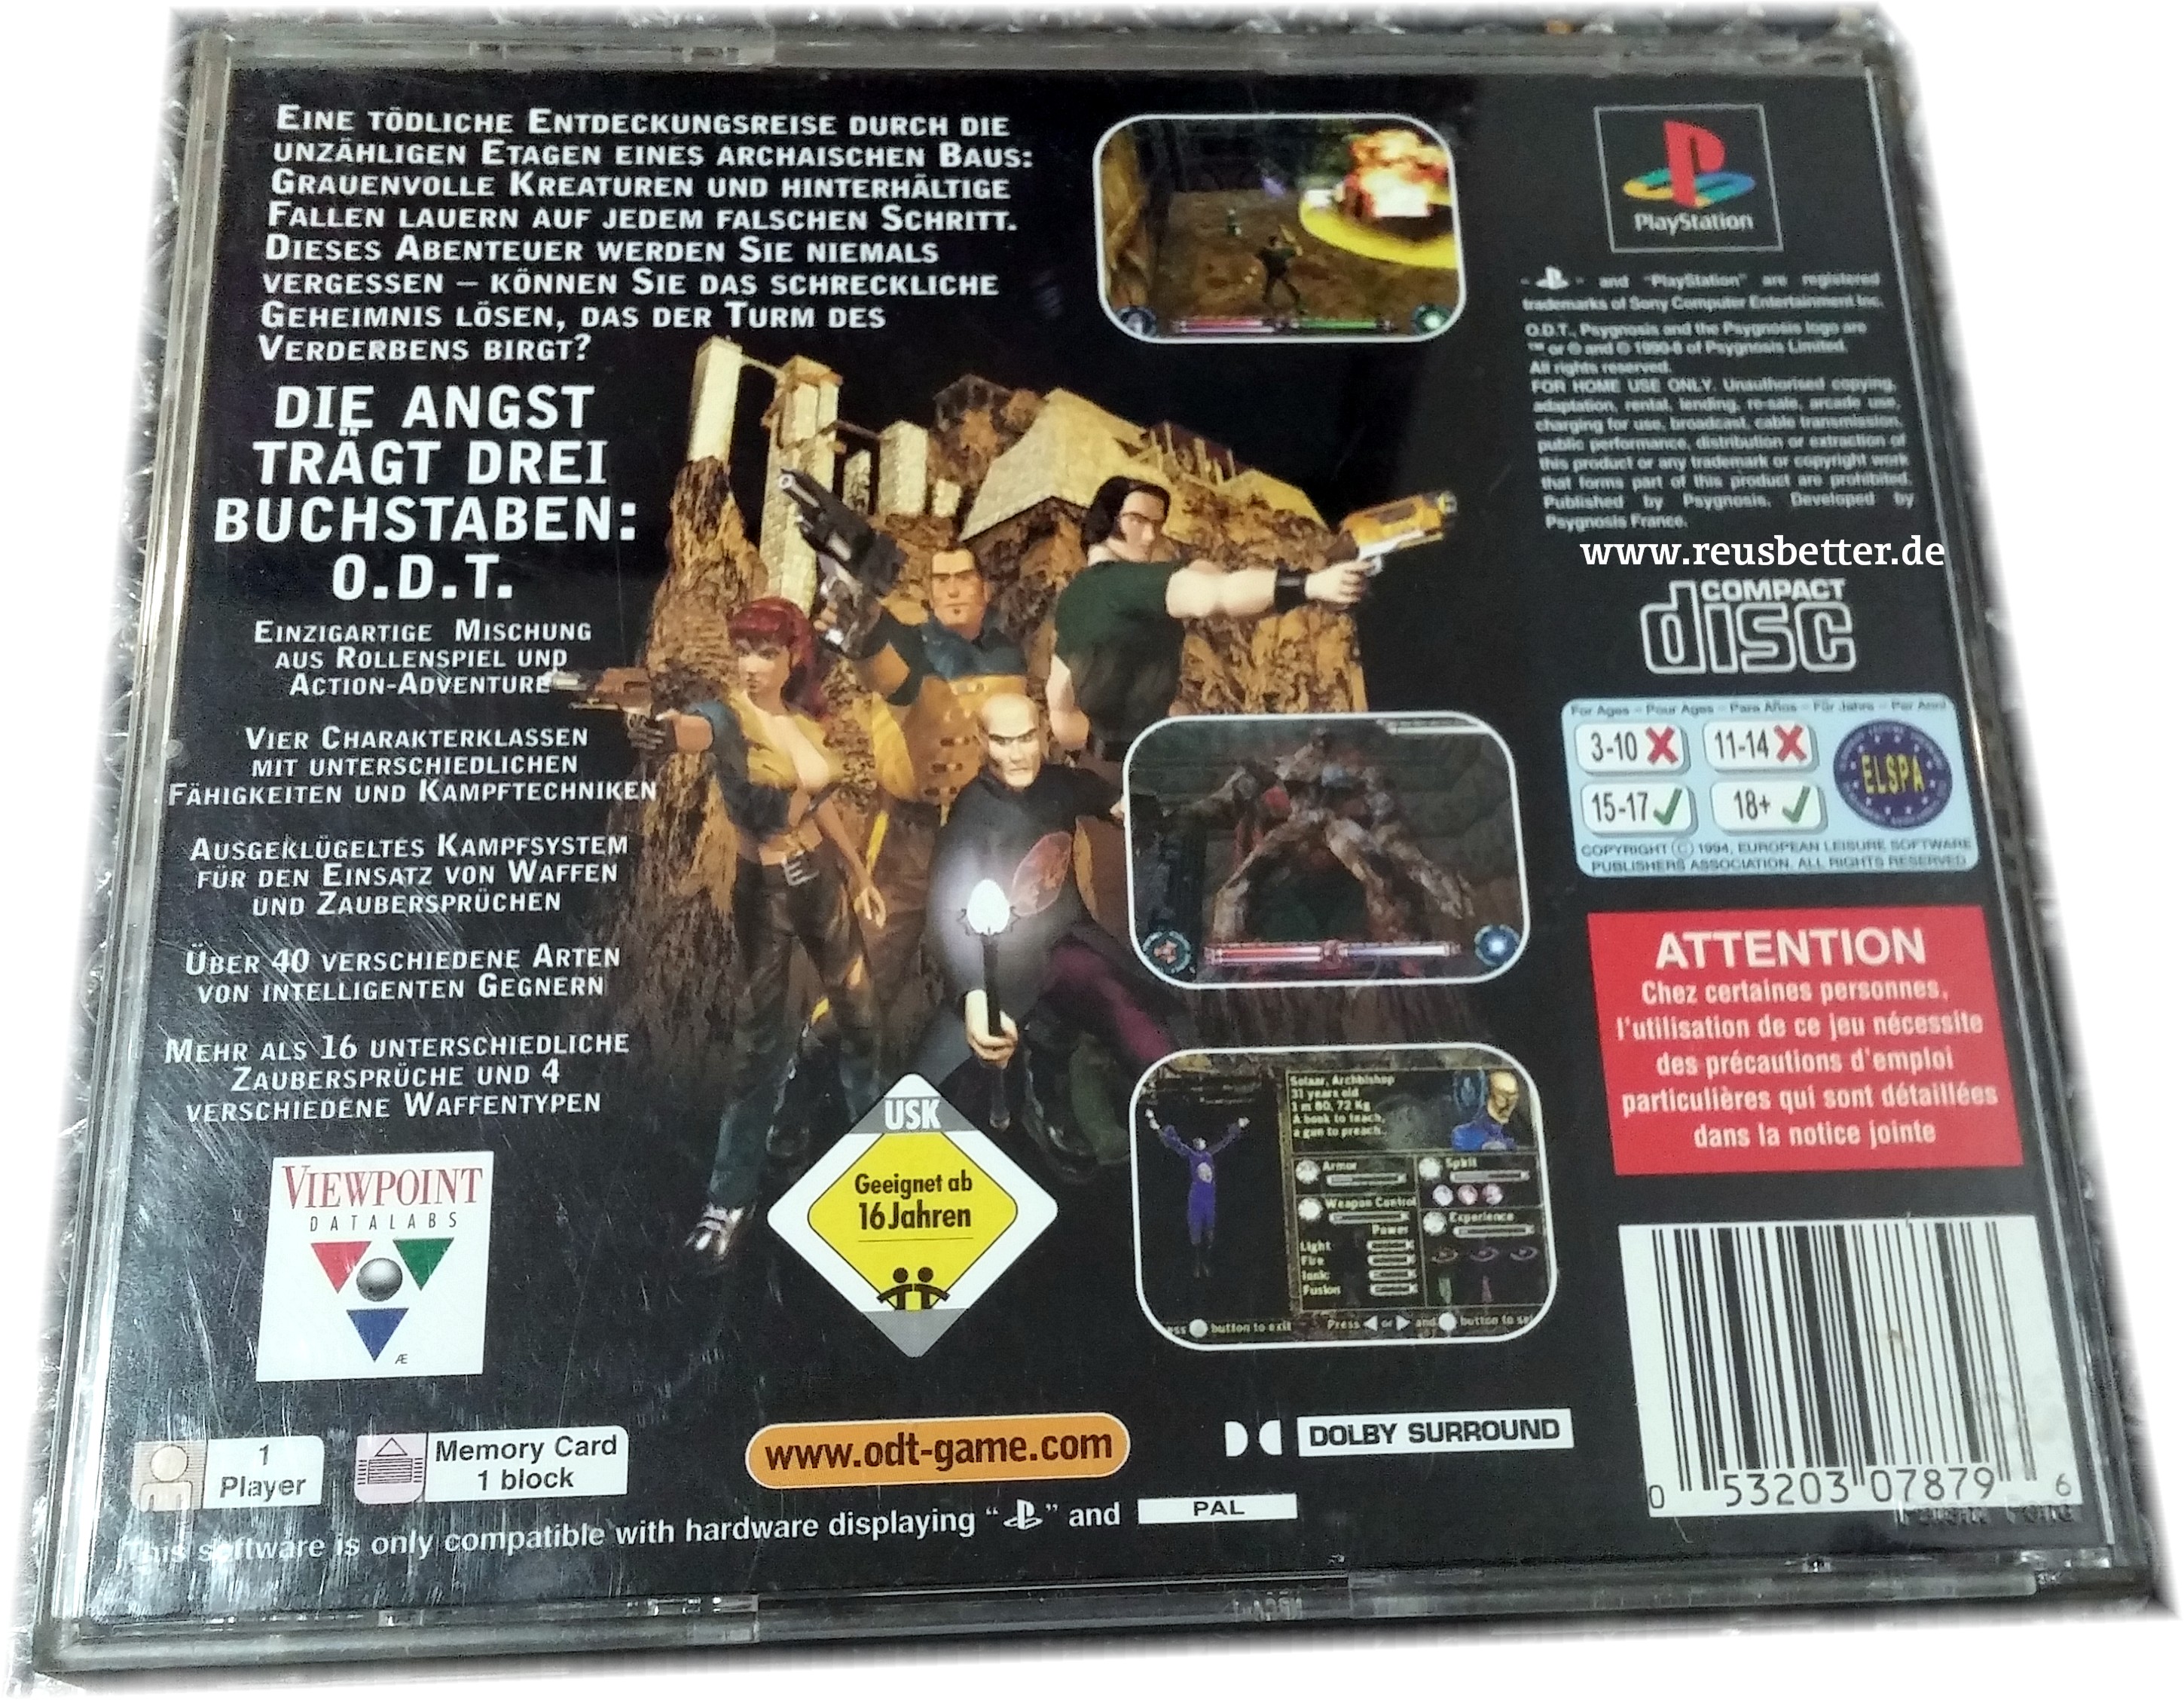 Eine tödliche Entdeckungsreise durch die
unzähligen Etagen eines archaischen Baus:
Grauenvolle Kreaturen und hinterhältige
Fallen lauern auf jedem falschen Schritt.
Dieses Abenteuer werden Sie niemals
vergessen – können Sie das schreckliche
Geheimnis lösen, das der Turm des
Verderbens birgt?
DIE ANGST
TRÄGT DREI
BUCHSTABEN:
O.D.T.
Einzigartige Mischung
aus Rollenspiel und
Action-Adventure
Vier Charakterklassen
mit unterschiedlichen
Fähigkeiten und Kampftechniken
Ausgeklügeltes Kampfsystem
für den Einsatz von Waffen
und Zaubersprüchen
Über 40 verschiedene Arten
von intelligenten Gegnern
Mehr als 16 unterschiedliche
Zaubersprüche und 4
verschiedene Waffentypen
VIEWPOINT
DATALABS
Æ
USK
Geeignet ab
16 Jahren
Solaar, Archbishop
31 years old
1 m 80, 72 Kg
A book to teach,
a gun to preach.
Armor
Spirit
Weapon Control
Experience
Power
Light
Fire
Fusion
button to exit
Press or and button to
PlayStation
" " and "PlayStation" are registered
trademarks of Sony Computer Entertainment Inc.
O.D.T., Psygnosis and the Psygnosis logo are
™ or ® and © 1990-8 of Psygnosis Limited.
All rights reserved.
FOR HOME USE ONLY. Unauthorised copying,
adaptation, rental, lending, re-sale, arcade use,
charging for use, broadcast, cable transmission,
public performance, distribution or extraction of
this product or any trademark or copyright work
that forms part of this product are prohibited.
Published by Psygnosis. Developed by
Psygnosis France.
www.reusbetter.de
COMPACT
disc
For Ages – Pour Ages – Para Años – Für Jahre – Per Anni
3-10 11-14
15-17 18+
ELSPA
COPYRIGHT © 1994, EUROPEAN LEISURE SOFTWARE
PUBLISHERS ASSOCIATION. ALL RIGHTS RESERVED
ATTENTION
Chez certaines personnes,
l'utilisation de ce jeu nécessite
des précautions d'emploi
particulières qui sont détaillées
dans la notice jointe
0 53203 07879 6
1
Player
Memory Card
1 block
www.odt-game.com
DOLBY SURROUND
This software is only compatible with hardware displaying " " and PAL